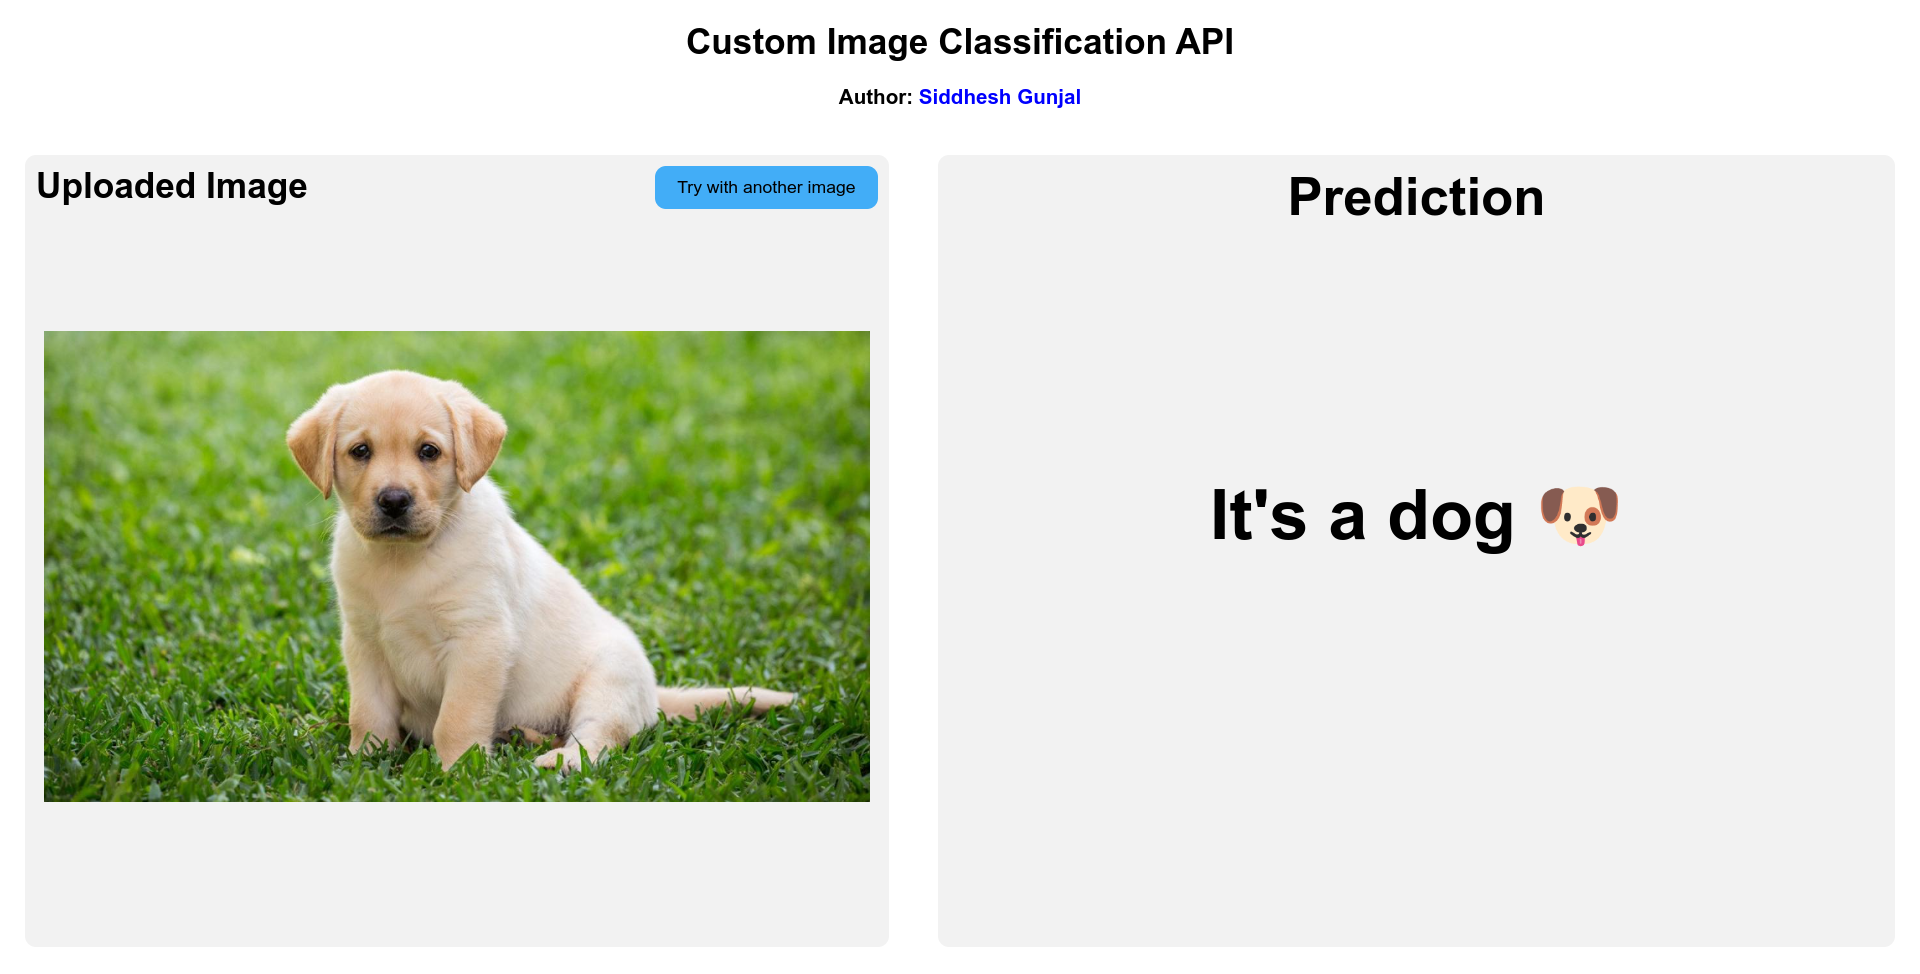 Custom Image Classification API
Author: Siddhesh Gunjal
Uploaded Image
Try with another image
Prediction
It's a dog 🐶